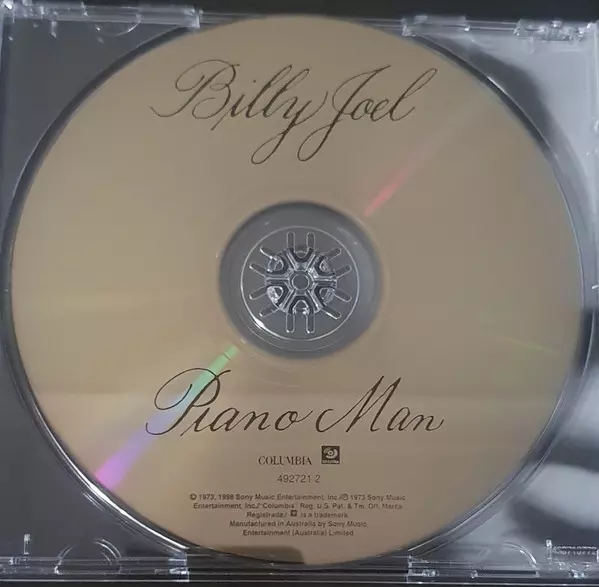 Billy Joel
Piano Man
COLUMBIA
492721 2
© 1973, 1998 Sony Music Entertainment, Inc./℗ 1973 Sony Music
Entertainment, Inc./"Columbia" Reg. U.S. Pat. & Tm. Off. Marca
Registrada/ is a trademark.
Manufactured in Australia by Sony Music
Entertainment (Australia) Limited